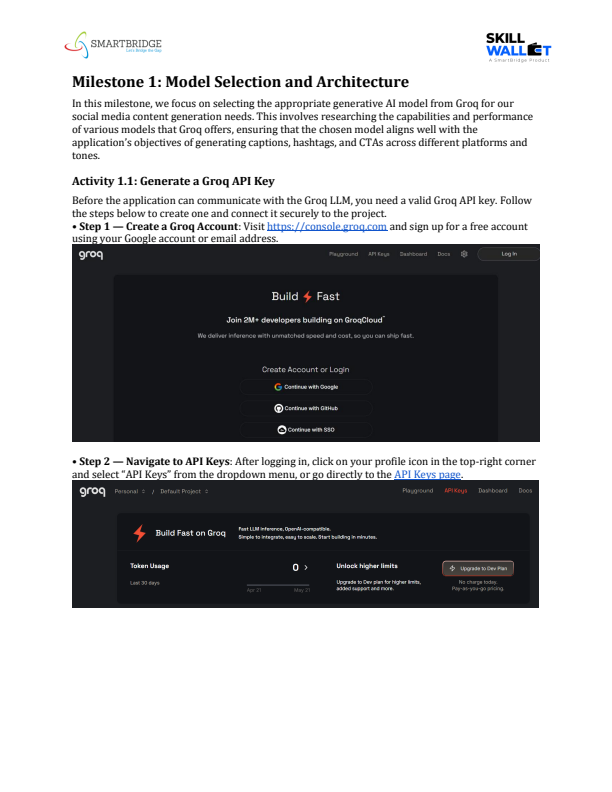 SMARTBRIDGE
Let's Bridge the Gap
SKILL
WALLET
A SmartBridge Product
Milestone 1: Model Selection and Architecture
In this milestone, we focus on selecting the appropriate generative AI model from Groq for our
social media content generation needs. This involves researching the capabilities and performance
of various models that Groq offers, ensuring that the chosen model aligns well with the
application's objectives of generating captions, hashtags, and CTAs across different platforms and
tones.
Activity 1.1: Generate a Groq API Key
Before the application can communicate with the Groq LLM, you need a valid Groq API key. Follow
the steps below to create one and connect it securely to the project.
• Step 1 — Create a Groq Account: Visit https://console.groq.com and sign up for a free account
using your Google account or email address.
groq Playground API Keys Dashboard Docs Log In
Build Fast
Join 2M+ developers building on GroqCloud™
We deliver inference with unmatched speed and cost, so you can ship fast.
Create Account or Login
Continue with Google
Continue with GitHub
Continue with SSO
• Step 2 — Navigate to API Keys: After logging in, click on your profile icon in the top-right corner
and select “API Keys” from the dropdown menu, or go directly to the API Keys page.
groq Personal / Default Project Playground API Keys Dashboard Docs
Build Fast on Groq
Fast LLM inference, OpenAI-compatible.
Simple to integrate, easy to scale. Start building in minutes.
Token Usage
Last 30 days
0 >
Apr 21 May 21
Unlock higher limits
Upgrade to Dev plan for higher limits,
added support and more.
Upgrade to Dev Plan
No charge today.
Pay-as-you-go pricing.